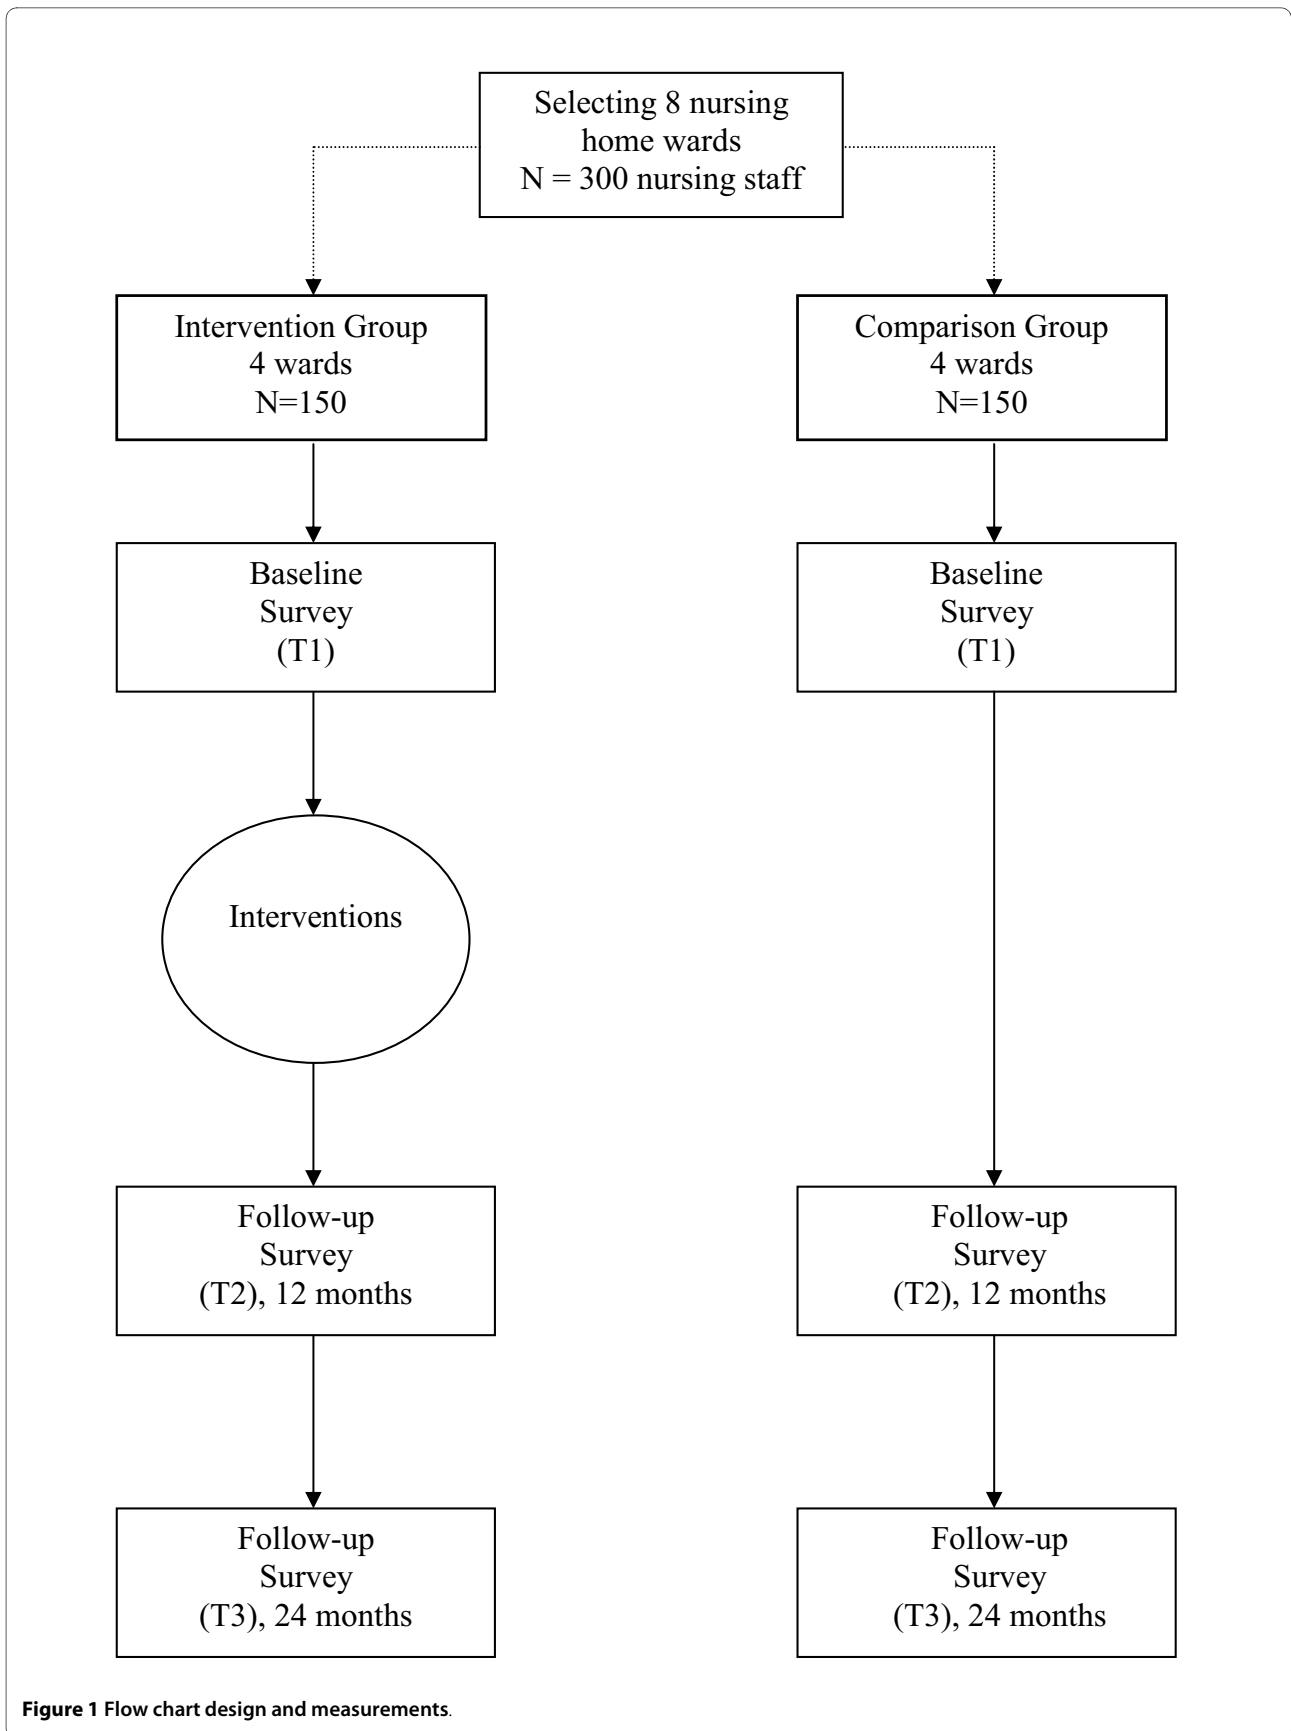 Selecting 8 nursing
home wards
N = 300 nursing staff
Intervention Group
4 wards
N=150
Comparison Group
4 wards
N=150
Baseline
Survey
(T1)
Baseline
Survey
(T1)
Interventions
Follow-up
Survey
(T2), 12 months
Follow-up
Survey
(T2), 12 months
Follow-up
Survey
(T3), 24 months
Follow-up
Survey
(T3), 24 months
Figure 1 Flow chart design and measurements.